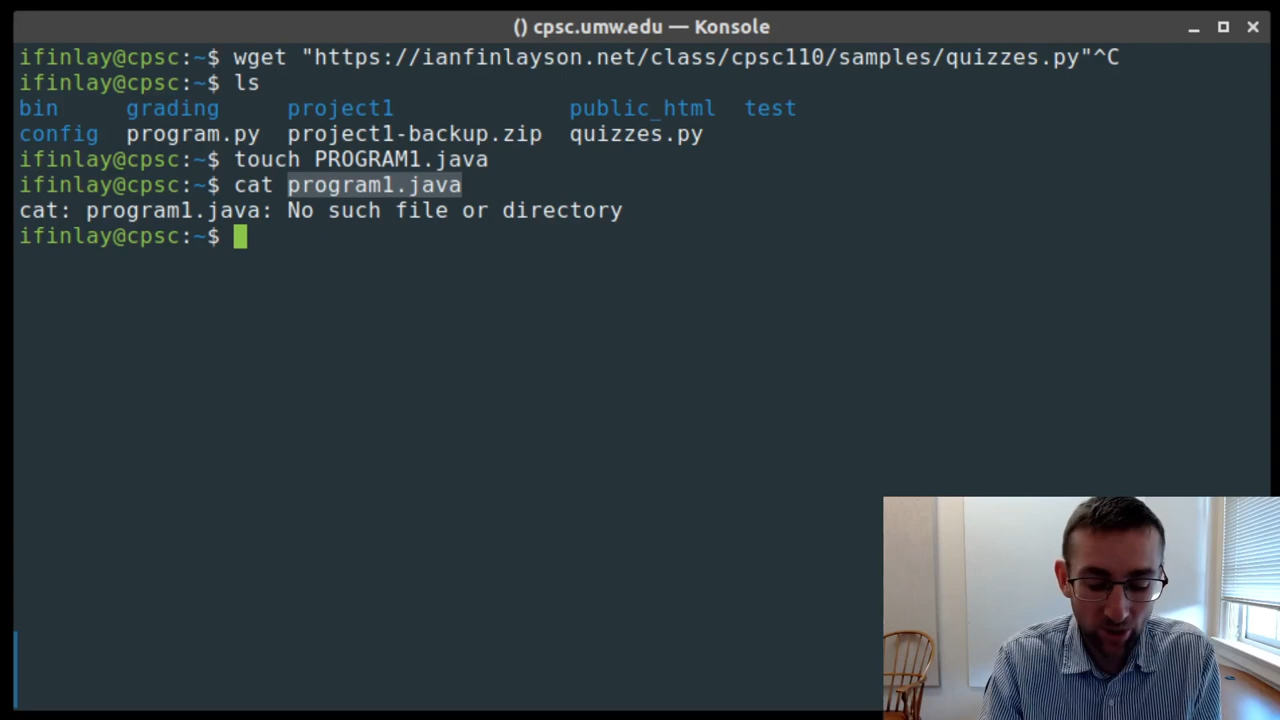 () cpsc.umw.edu — Konsole
ifinlay@cpsc:~$ wget "https://ianfinlayson.net/class/cpsc110/samples/quizzes.py"^C
ifinlay@cpsc:~$ ls
bin grading project1 public_html test
config program.py project1-backup.zip quizzes.py
ifinlay@cpsc:~$ touch PROGRAM1.java
ifinlay@cpsc:~$ cat program1.java
cat: program1.java: No such file or directory
ifinlay@cpsc:~$